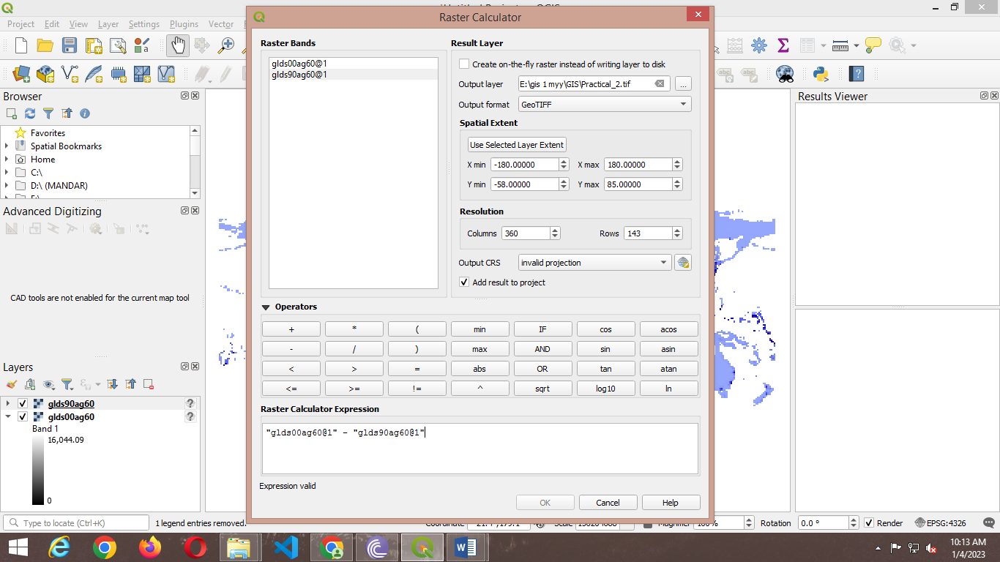 Raster Calculator
Project Edit View Layer Settings Plugins Vector
Browser
Favorites
Spatial Bookmarks
Home
C:\
D:\ (MANDAR)
Advanced Digitizing
CAD tools are not enabled for the current map tool
Layers
glds90ag60
glds00ag60
Band 1
16,044.09
0
Raster Bands
glds00ag60@1
glds90ag60@1
Result Layer
Create on-the-fly raster instead of writing layer to disk
Output layer E:\gis 1 myy\GIS\Practical_2.tif ...
Output format GeoTIFF
Spatial Extent
Use Selected Layer Extent
X min -180.00000 X max 180.00000
Y min -58.00000 Y max 85.00000
Resolution
Columns 360 Rows 143
Output CRS invalid projection
Add result to project
Operators
+ * ( min IF cos acos
- / ) max AND sin asin
< > = abs OR tan atan
<= >= != ^ sqrt log10 ln
Raster Calculator Expression
"glds00ag60@1" - "glds90ag60@1"
Expression valid
OK Cancel Help
Results Viewer
Type to locate (Ctrl+K) 1 legend entries removed. Coordinate Scale Magnifier 100% Rotation 0.0 ° Render EPSG:4326
10:13 AM
1/4/2023